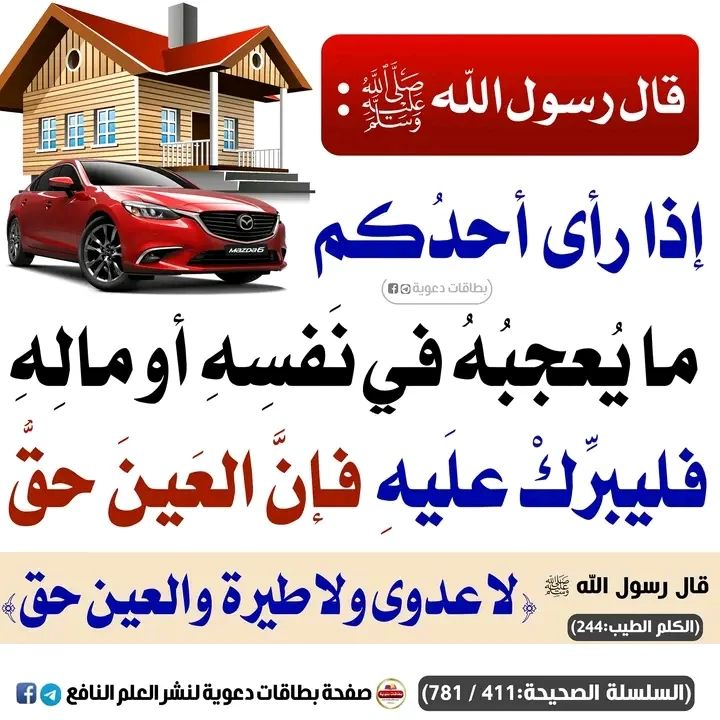 قال رسول الله ﷺ :
إذا رأى أحدُكم
MAZDA6
بطاقات دعوية
ما يُعجبُهُ في نَفسِهِ أو مالِهِ
فليبرِّكْ علَيهِ فإنَّ العَينَ حقٌّ
قال رسول الله ﷺ ﴿لا عدوى ولا طيرة والعين حق﴾
(الكلم الطيب:244)
(السلسلة الصحيحة:411 / 781) صفحة بطاقات دعوية لنشر العلم النافع